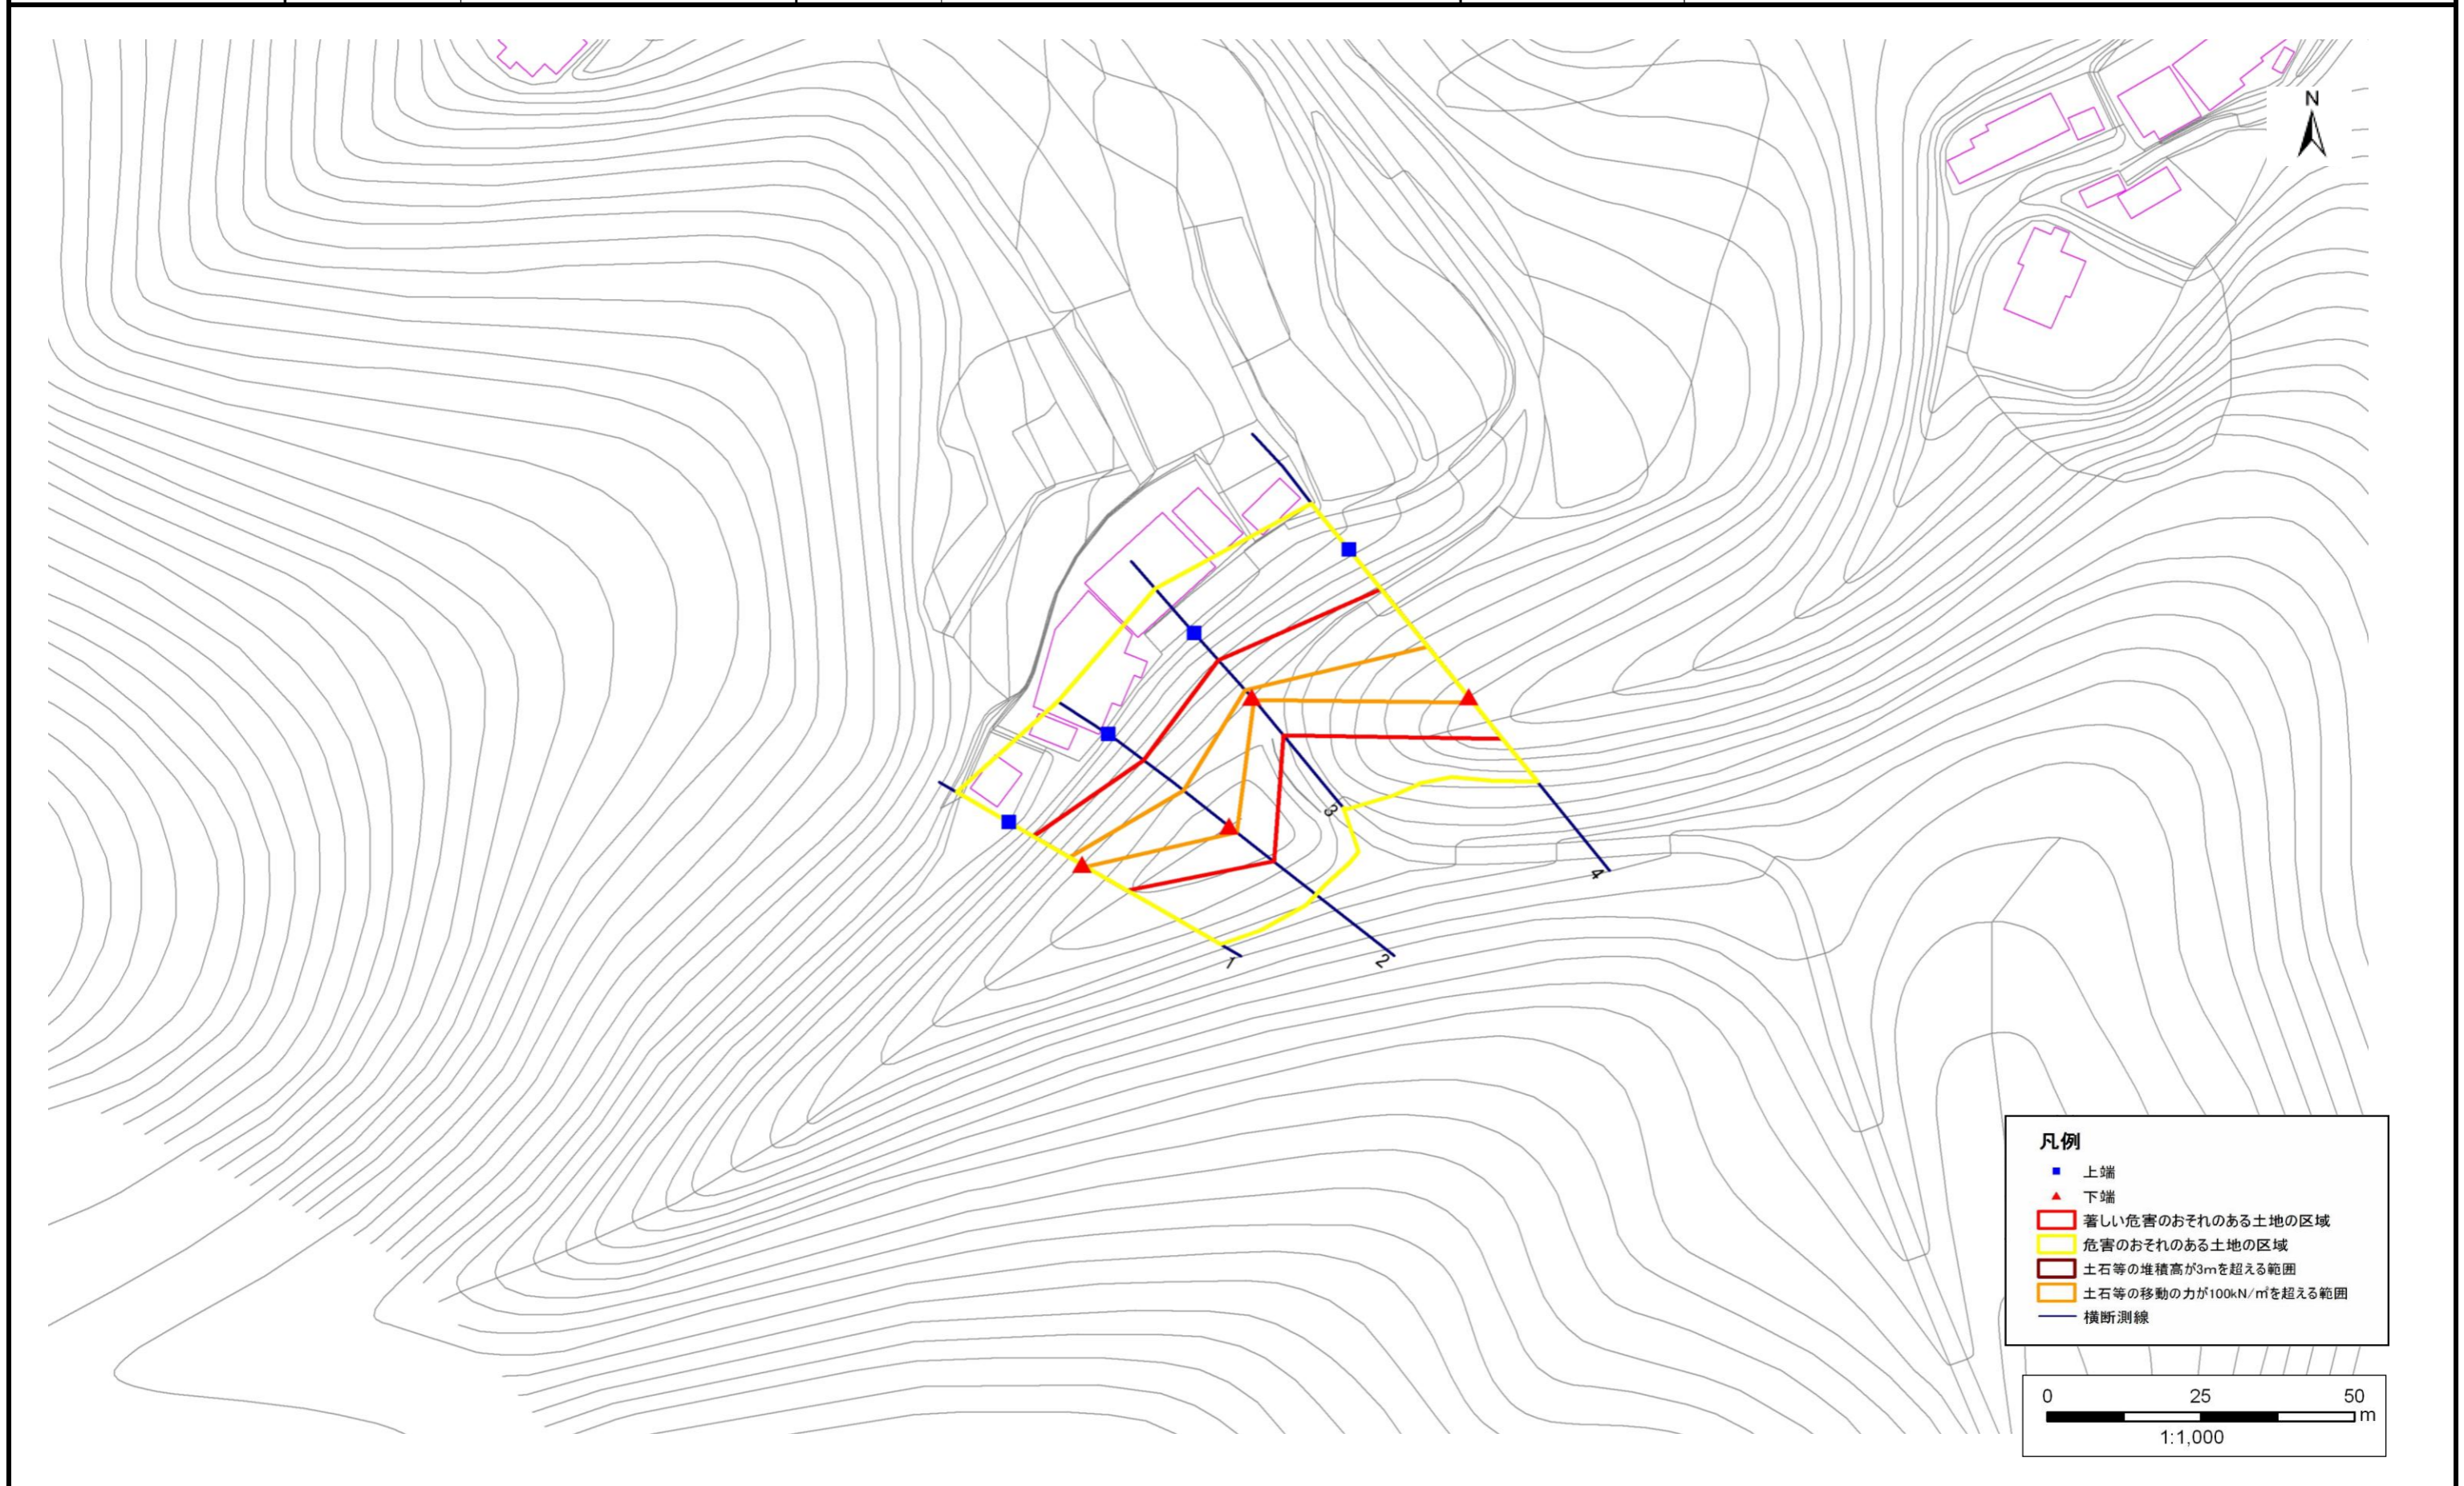 N
3
4
1
2
凡例
上端
下端
著しい危害のおそれのある土地の区域
危害のおそれのある土地の区域
土石等の堆積高が3mを超える範囲
土石等の移動の力が100kN/㎡を超える範囲
横断測線
0 25 50
m
1:1,000